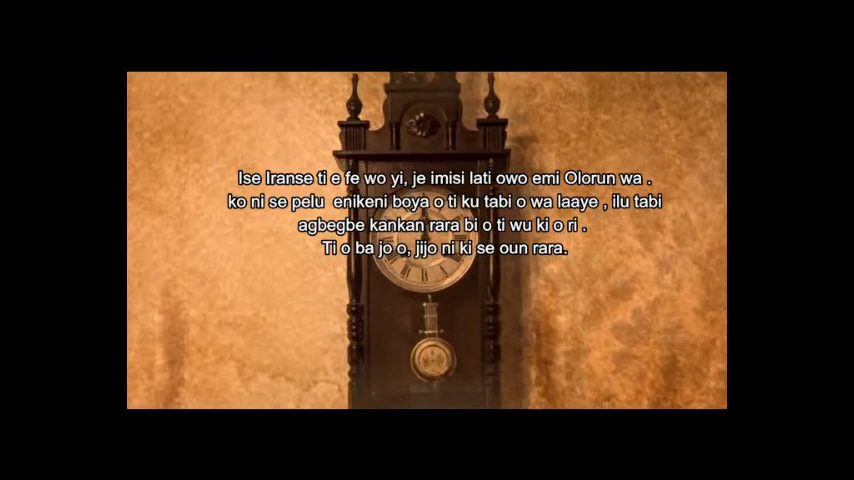 Ise Iranse ti e fe wo yi, je imisi lati owo emi Olorun wa .
ko ni se pelu enikeni boya o ti ku tabi o wa laaye , ilu tabi
agbegbe kankan rara bi o ti wu ki o ri .
Ti o ba jo o, jijo ni ki se oun rara.